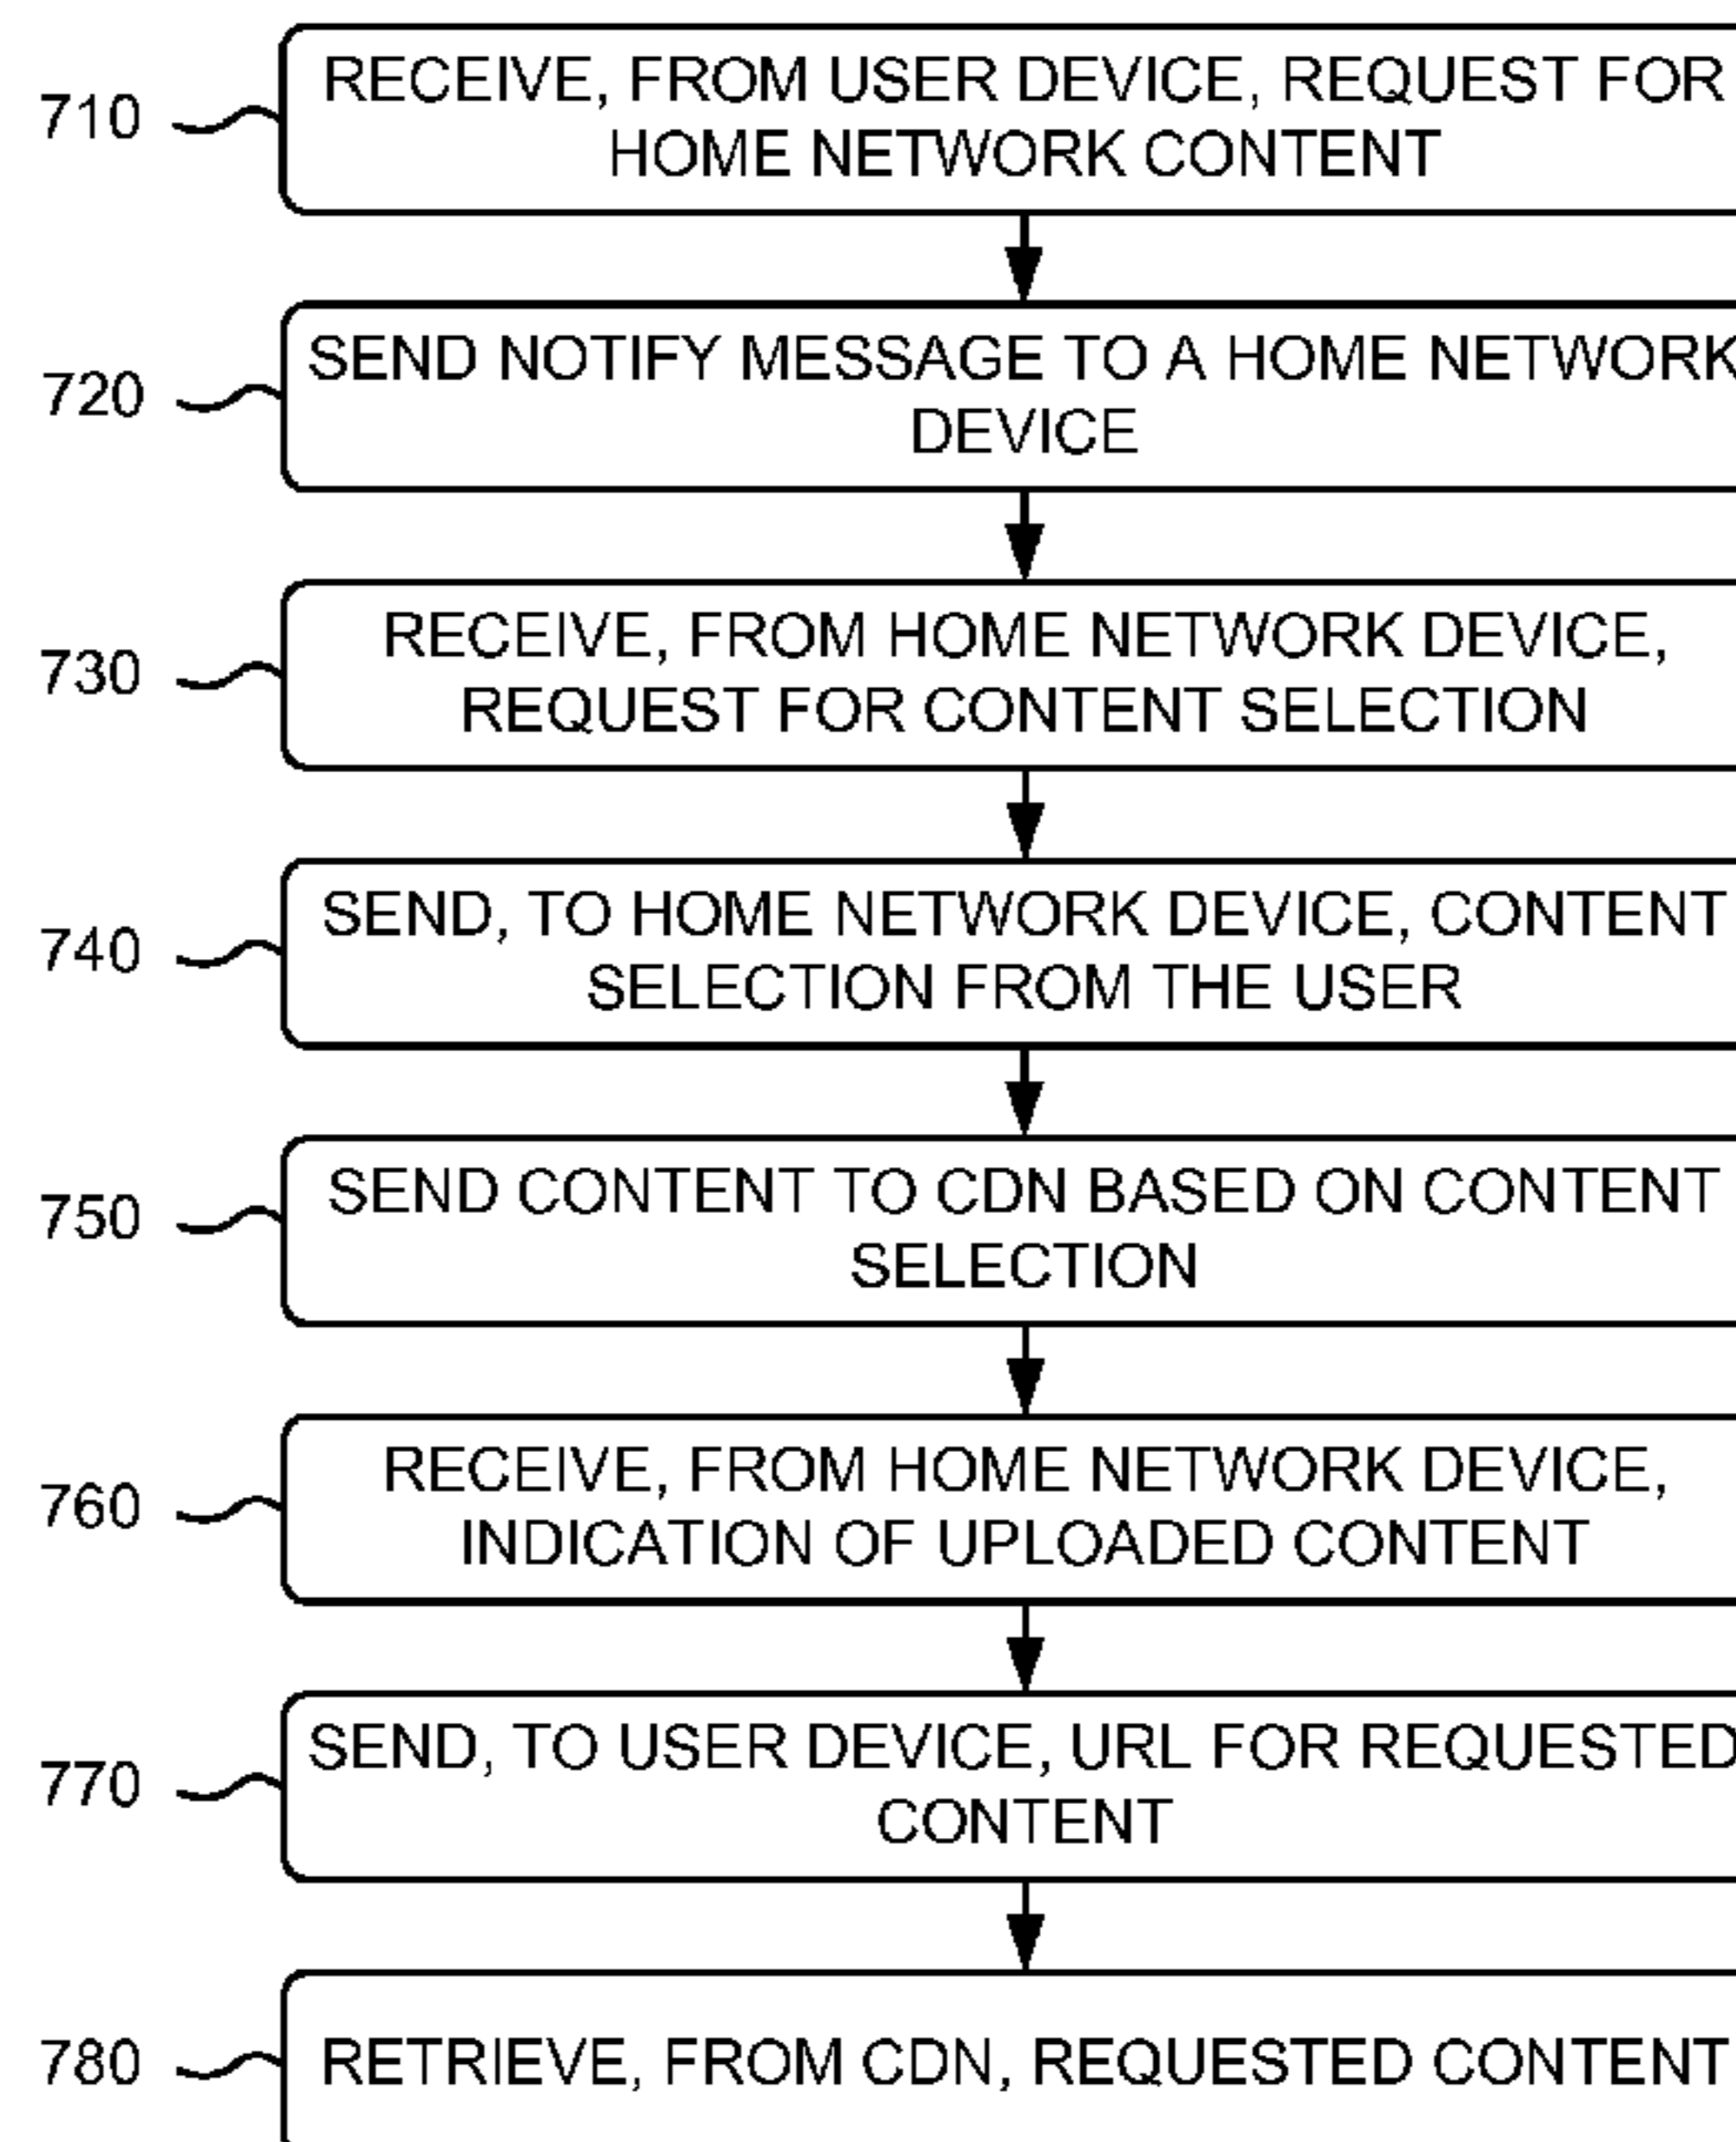 710
RECEIVE, FROM USER DEVICE, REQUEST FOR
HOME NETWORK CONTENT
720
SEND NOTIFY MESSAGE TO A HOME NETWORK
DEVICE
730
RECEIVE, FROM HOME NETWORK DEVICE,
REQUEST FOR CONTENT SELECTION
740
SEND, TO HOME NETWORK DEVICE, CONTENT
SELECTION FROM THE USER
750
SEND CONTENT TO CDN BASED ON CONTENT
SELECTION
760
RECEIVE, FROM HOME NETWORK DEVICE,
INDICATION OF UPLOADED CONTENT
770
SEND, TO USER DEVICE, URL FOR REQUESTED
CONTENT
780
RETRIEVE, FROM CDN, REQUESTED CONTENT